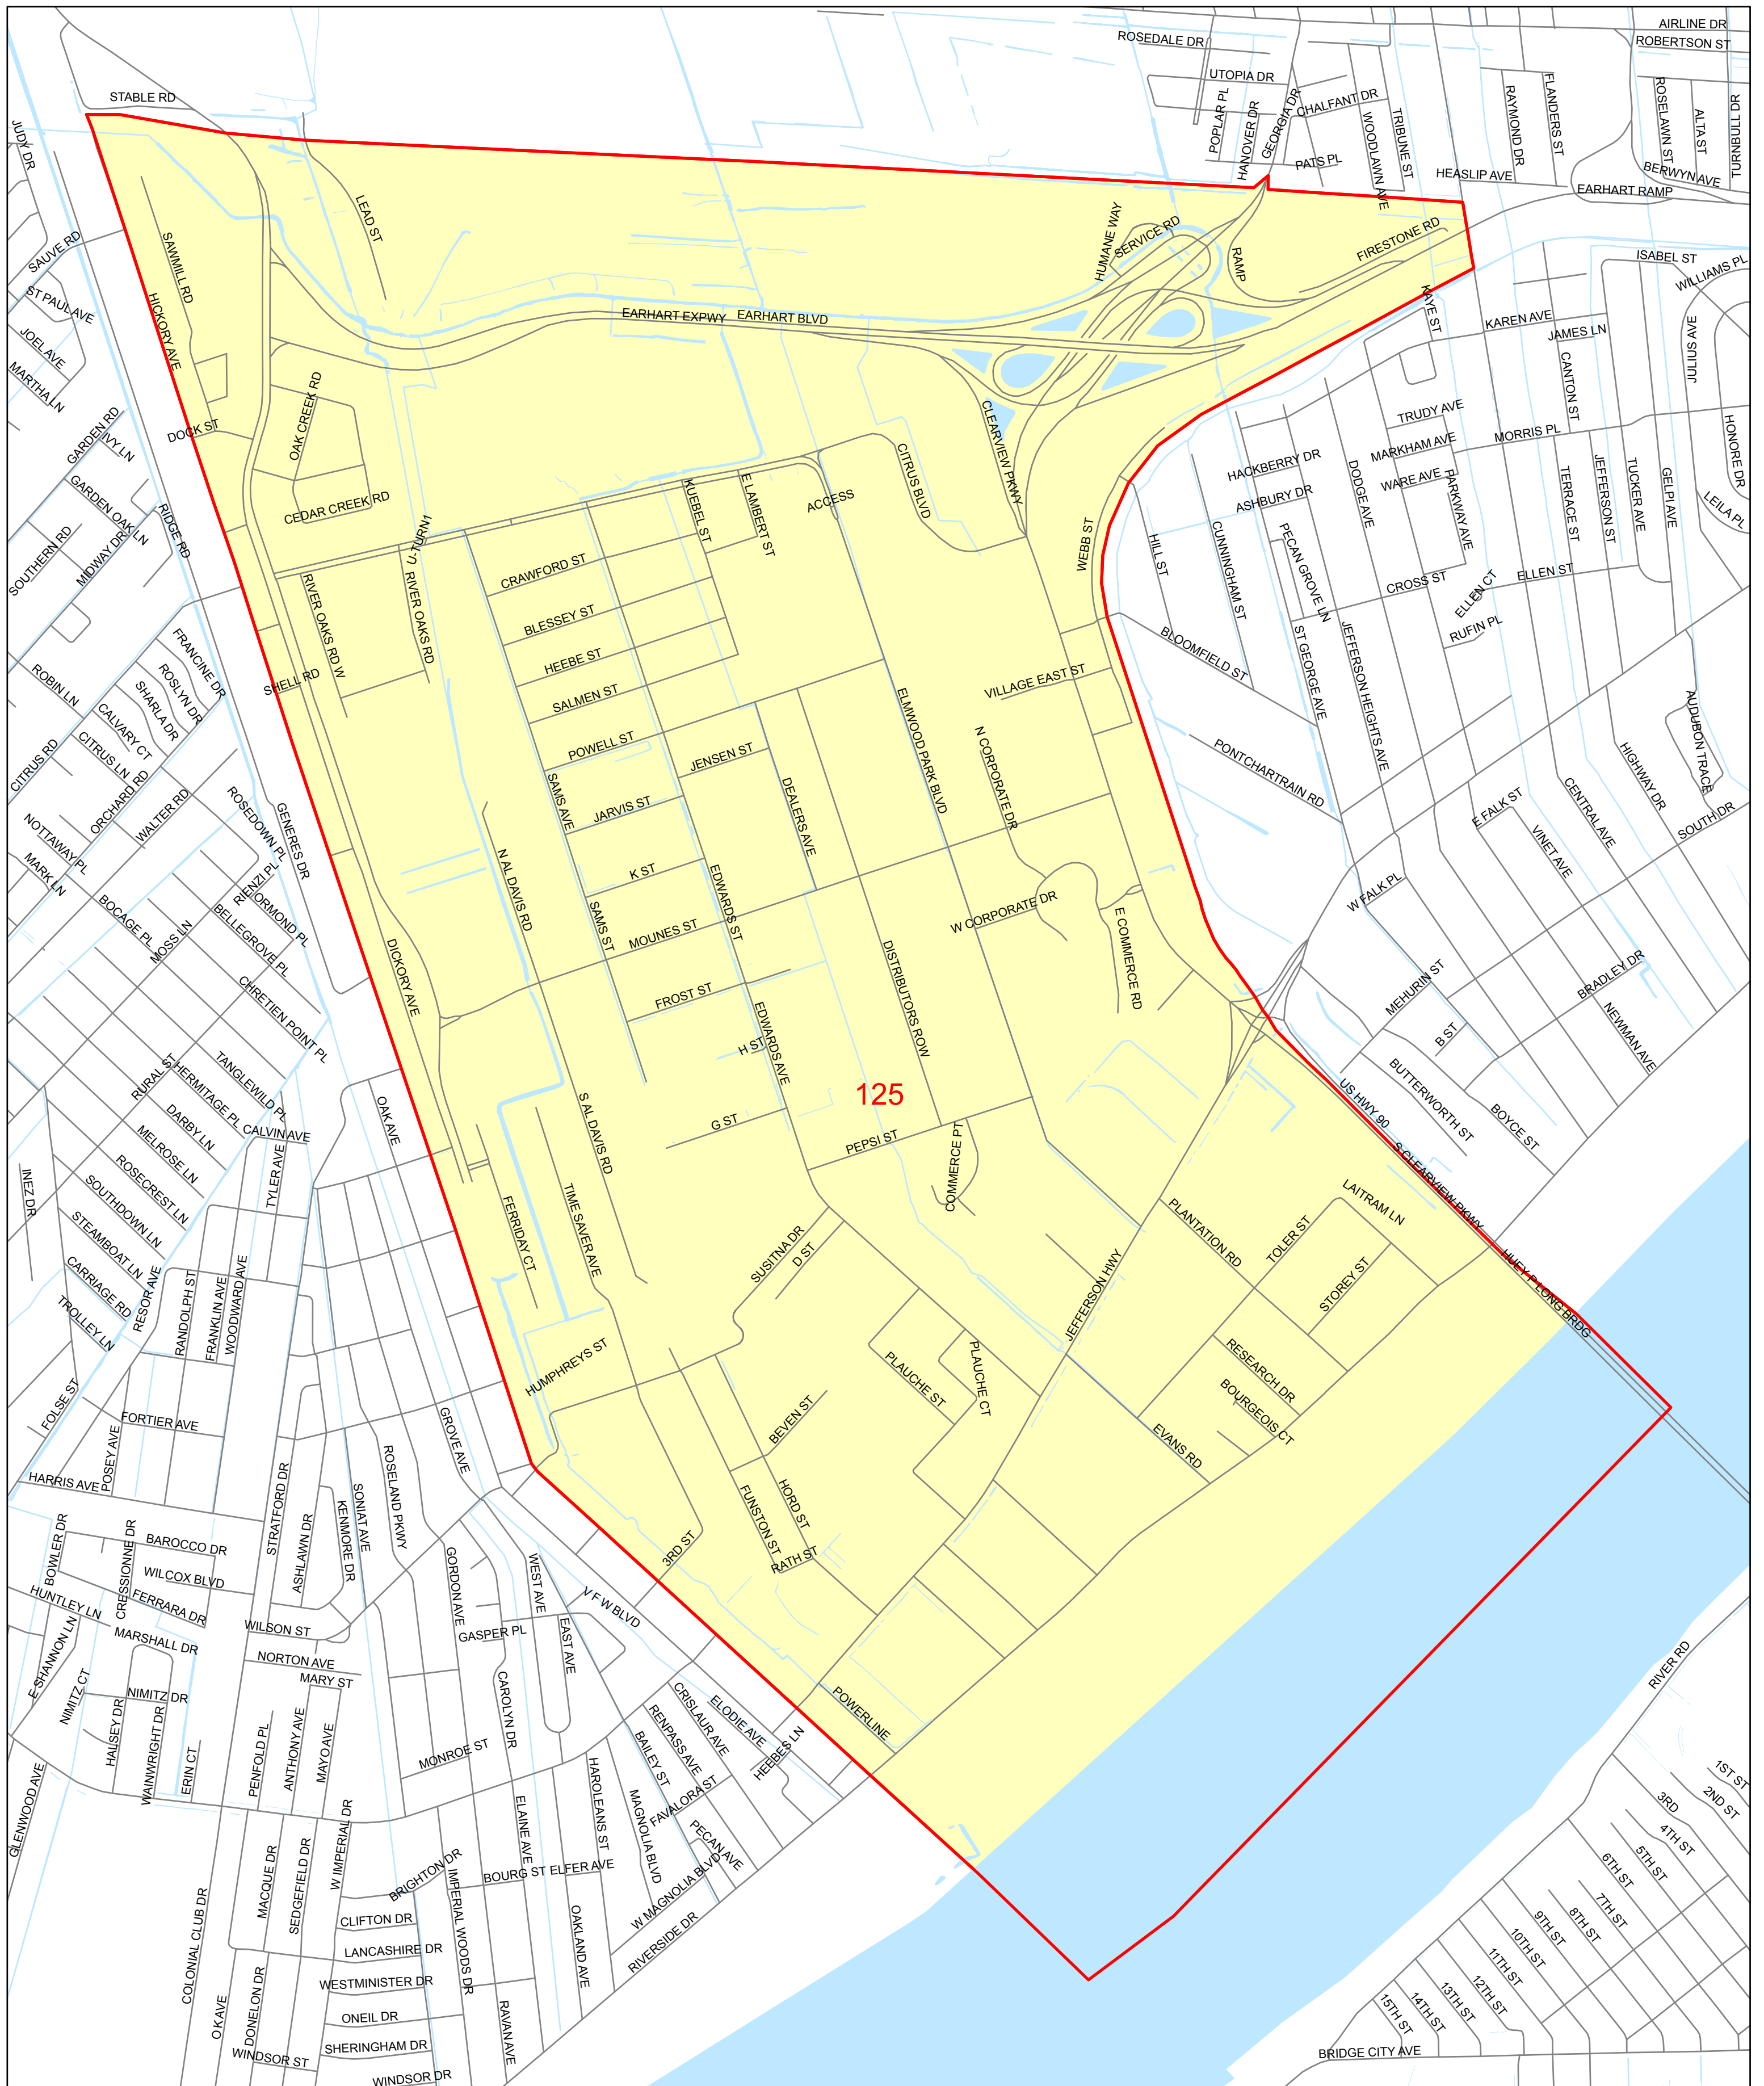 AIRLINE DR
ROSEDALE DR
ROBERTSON ST
UTOPIA DR
STABLE RD
POPLAR PL
HANOVER DR
GEORGIA DR
CHALFANT DR
WOODLAWN AVE
TRIBUNE ST
RAYMOND DR
FLANDERS ST
ROSELAWN ST
ALTA ST
TURNBULL DR
JUDY DR
PATS PL
HEASLIP AVE
BERWYN AVE
EARHART RAMP
LEAD ST
SAUVE RD
SAWMILL RD
HUMANE WAY
SERVICE RD
RAMP
FIRESTONE RD
ISABEL ST
WILLIAMS PL
ST PAUL AVE
HICKORY AVE
JOEL AVE
MARTHA LN
EARHART EXPWY
EARHART BLVD
KAYE ST
KAREN AVE
JAMES LN
JULIUS AVE
CANTON ST
GARDEN RD
IVY LN
DOCK ST
OAK CREEK RD
CEDAR CREEK RD
CLEARVIEW PKWY
CITRUS BLVD
TRUDY AVE
MARKHAM AVE
MORRIS PL
HONORE DR
HACKBERRY DR
WARE AVE
ASHBURY DR
DODGE AVE
PARKWAY AVE
TERRACE ST
JEFFERSON ST
TUCKER AVE
GELPI AVE
LEILA PL
GARDEN OAK LN
RIDGE RD
SOUTHERN RD
MIDWAY DR
KUEBEL ST
E LAMBERT ST
ACCESS
U-TURN1
CRAWFORD ST
WEBB ST
HILL ST
CUNNINGHAM ST
PECAN GROVE LN
CROSS ST
ELLEN CT
ELLEN ST
RIVER OAKS RD W
RIVER OAKS RD
BLESSEY ST
RUFIN PL
FRANCINE DR
ROSLYN DR
SHARLA DR
ROBIN LN
CALVARY CT
CITRUS RD
CITRUS LN
SHELL RD
HEEBE ST
SALMEN ST
VILLAGE EAST ST
BLOOMFIELD ST
ST GEORGE AVE
JEFFERSON HEIGHTS AVE
AUDUBON TRACE
POWELL ST
JENSEN ST
ELMWOOD PARK BLVD
N CORPORATE DR
PONTCHARTRAIN RD
HIGHWAY DR
ORCHARD RD
WALTER RD
ROSEDOWN PL
GENERES DR
SAMS AVE
JARVIS ST
DEALERS AVE
E FALK ST
VINET AVE
CENTRAL AVE
SOUTH DR
NOTTAWAY PL
MARK LN
BOCAGE PL
RIENZI PL
ORMOND PL
MOSS LN
BELLEGROVE PL
N AL DAVIS RD
K ST
EDWARDS ST
W FALK PL
SAMS ST
MOUNES ST
W CORPORATE DR
E COMMERCE RD
DICKORY AVE
CHRETIEN POINT PL
FROST ST
DISTRIBUTORS ROW
MEHURIN ST
BRADLEY DR
B ST
NEWMAN AVE
RURAL ST
TANGLEWILD PL
HERMITAGE PL
H ST
EDWARDS AVE
125
DARBY LN
OAK AVE
CALVIN AVE
MELROSE LN
TYLER AVE
S AL DAVIS RD
G ST
PEPSI ST
COMMERCE PT
US HWY 90
BUTTERWORTH ST
BOYCE ST
S CLEARVIEW PKWY
INEZ DR
ROSECREST LN
SOUTHDOWN LN
STEAMBOAT LN
FERRIDAY CT
TIME SAVER AVE
SUSITNA DR
D ST
PLANTATION RD
LAITRAM LN
TOLER ST
STOREY ST
HUEY P LONG BRDG
CARRIAGE RD
TROLLEY LN
RESOR AVE
RANDOLPH ST
FRANKLIN AVE
WOODWARD AVE
JEFFERSON HWY
HUMPHREYS ST
PLAUCHE ST
PLAUCHE CT
RESEARCH DR
BOURGEOIS CT
FOLSE ST
FORTIER AVE
POSEY AVE
GROVE AVE
BEVEN ST
EVANS RD
HARRIS AVE
STRATFORD DR
SONIAT AVE
ROSELAND PKWY
HORD ST
FUNSTON ST
RATH ST
BOWLER DR
CRESSIONNE DR
BAROCCO DR
WILCOX BLVD
ASHLAWN DR
KENMORE DR
GORDON AVE
WEST AVE
3RD ST
V F W BLVD
HUNTLEY LN
FERRARA DR
WILSON ST
MARSHALL DR
GASPER PL
EAST AVE
E SHANNON LN
NORTON AVE
MARY ST
NIMITZ CT
NIMITZ DR
HALSEY DR
WAINWRIGHT DR
ERIN CT
PENFOLD PL
ANTHONY AVE
MAYO AVE
MONROE ST
CAROLYN DR
CRISLAUR AVE
RENPASS AVE
ELODIE AVE
BAILEY ST
HEEBES LN
POWERLINE
RIVER RD
GLENWOOD AVE
HAROLEANS ST
MAGNOLIA BLVD
FAVALORA ST
PECAN AVE
1ST ST
2ND ST
3RD
4TH ST
5TH ST
6TH ST
7TH ST
8TH ST
9TH ST
10TH ST
11TH ST
12TH ST
13TH ST
14TH ST
15TH ST
COLONIAL CLUB DR
MACQUE DR
SEDGEFIELD DR
W IMPERIAL DR
BRIGHTON DR
ELAINE AVE
BOURG ST
ELFER AVE
W MAGNOLIA BLVD
CLIFTON DR
IMPERIAL WOODS DR
OAKLAND AVE
RIVERSIDE DR
LANCASHIRE DR
WESTMINISTER DR
OK AVE
DONELON DR
ONEIL DR
RAVAN AVE
SHERINGHAM DR
WINDSOR ST
WINDSOR DR
BRIDGE CITY AVE